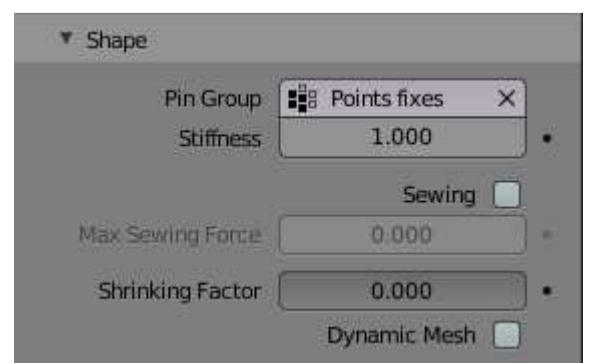 Shape
Pin Group Points fixes
Stiffness 1.000
Sewing
Max Sewing Force 0.000
Shrinking Factor 0.000
Dynamic Mesh